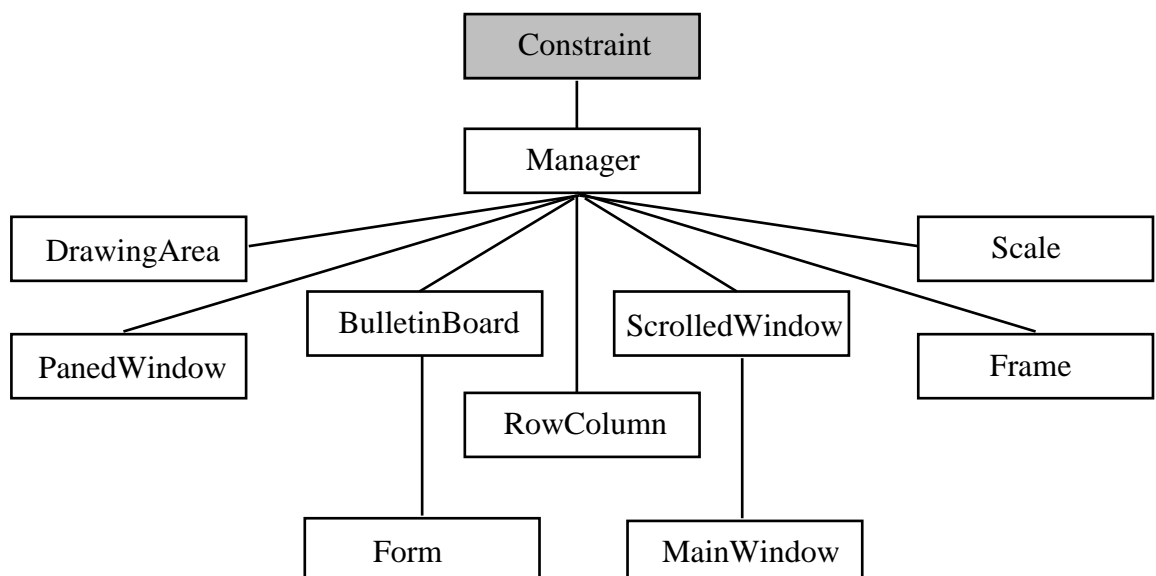 Constraint
Manager
DrawingArea
Scale
BulletinBoard
ScrolledWindow
PanedWindow
Frame
RowColumn
Form
MainWindow